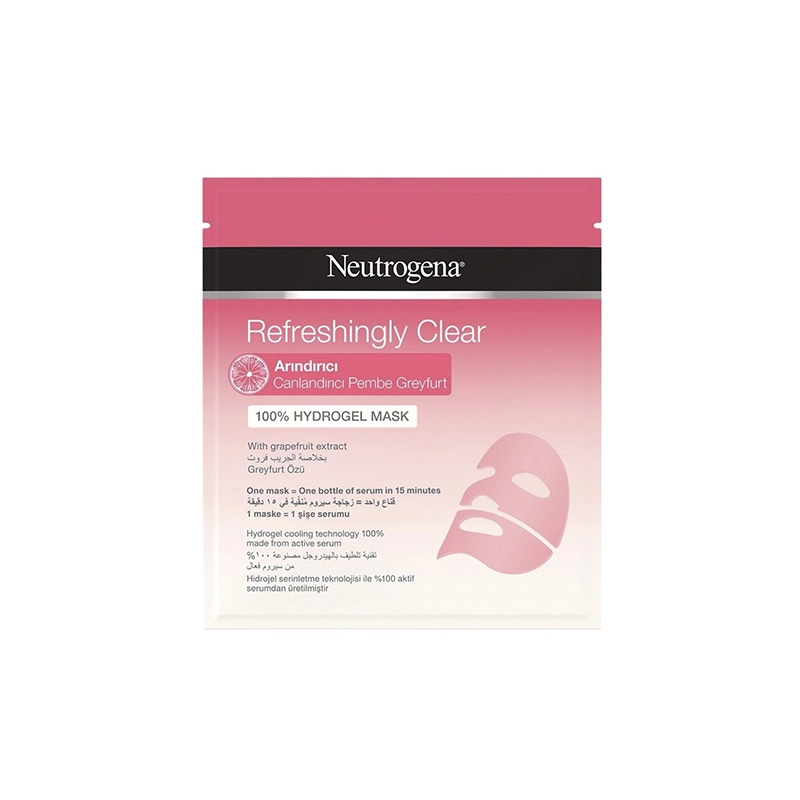 Neutrogena®
Refreshingly Clear
Arındırıcı
Canlandırıcı Pembe Greyfurt
100% HYDROGEL MASK
With grapefruit extract
بخلاصة الجريب فروت
Greyfurt Özü
One mask = One bottle of serum in 15 minutes
قناع واحد = زجاجة سيروم مُنقية في ١٥ دقيقة
1 maske = 1 şişe serumu
Hydrogel cooling technology 100%
made from active serum
تقنية تلطيف بالهيدروجل مصنوعة ١٠٠%
من سيروم فعال
Hidrojel serinletme teknolojisi ile %100 aktif
serumdan üretilmiştir